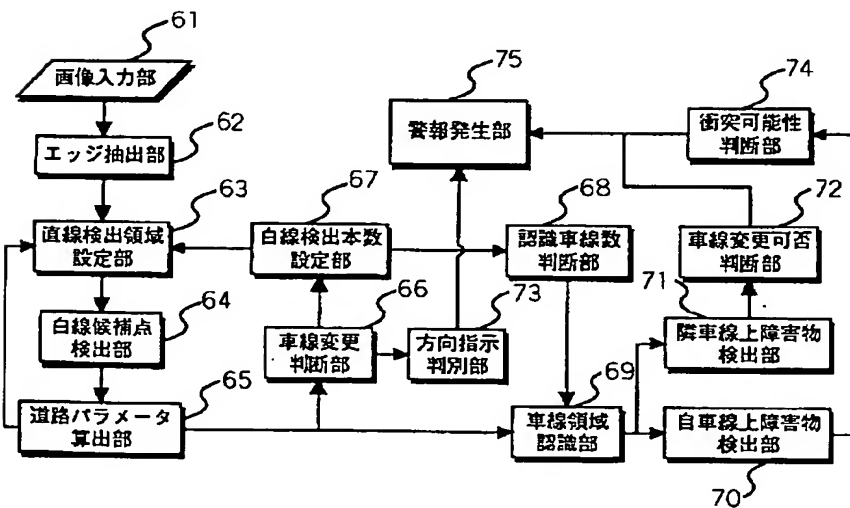 61
画像入力部
62
エッジ抽出部
63
直線検出領域
設定部
64
白線候補点
検出部
65
道路パラメータ
算出部
66
車線変更
判断部
67
白線検出本数
設定部
68
認識車線数
判断部
69
車線領域
認識部
70
自車線上障害物
検出部
71
隣車線上障害物
検出部
72
車線変更可否
判断部
73
方向指示
判別部
74
衝突可能性
判断部
75
警報発生部